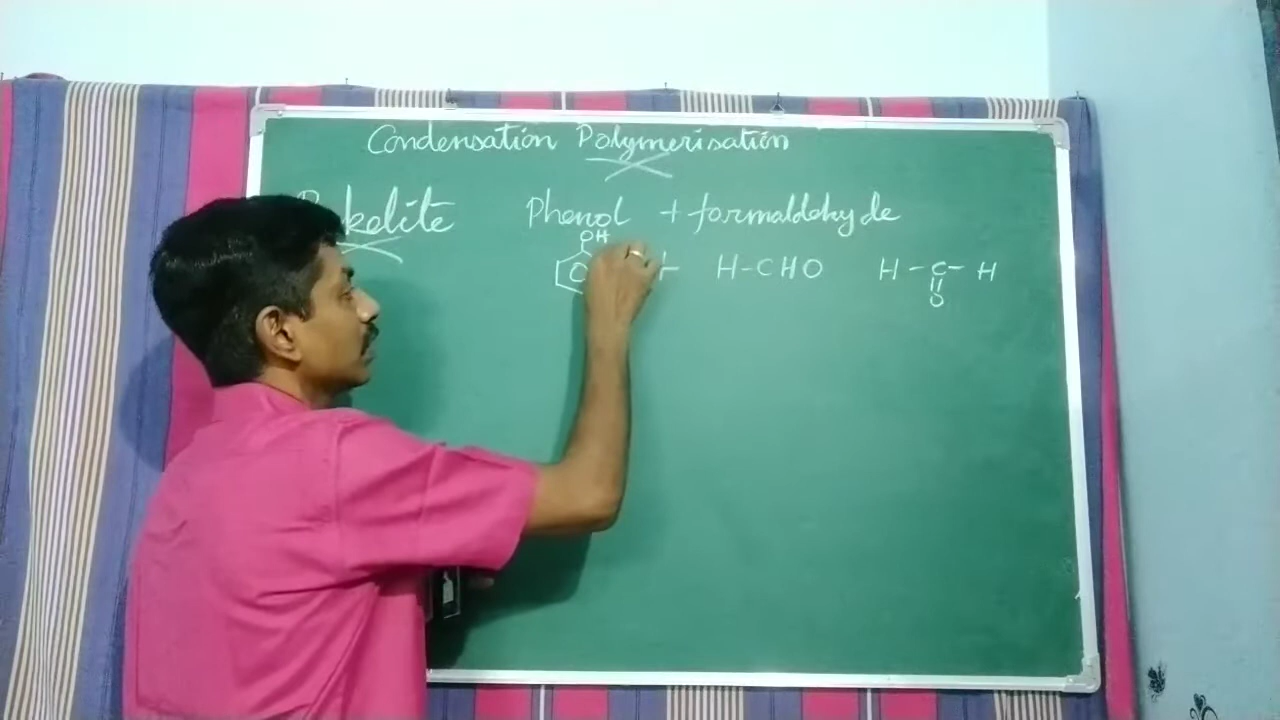 Condensation Polymerisation
Bakelite Phenol + formaldehyde
OH
+ H-CHO H-C-H
O